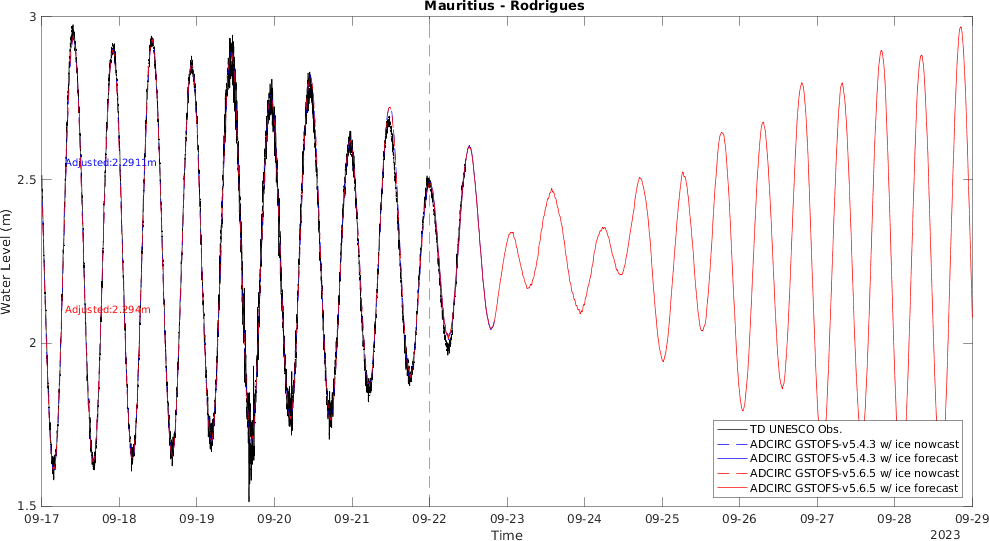 Mauritius - Rodrigues
3
2.5
2
1.5
Water Level (m)
Adjusted:2.2911m
Adjusted:2.294m
TD UNESCO Obs.
ADCIRC GSTOFS-v5.4.3 w/ ice nowcast
ADCIRC GSTOFS-v5.4.3 w/ ice forecast
ADCIRC GSTOFS-v5.6.5 w/ ice nowcast
ADCIRC GSTOFS-v5.6.5 w/ ice forecast
09-17 09-18 09-19 09-20 09-21 09-22 09-23 09-24 09-25 09-26 09-27 09-28 09-29
Time
2023